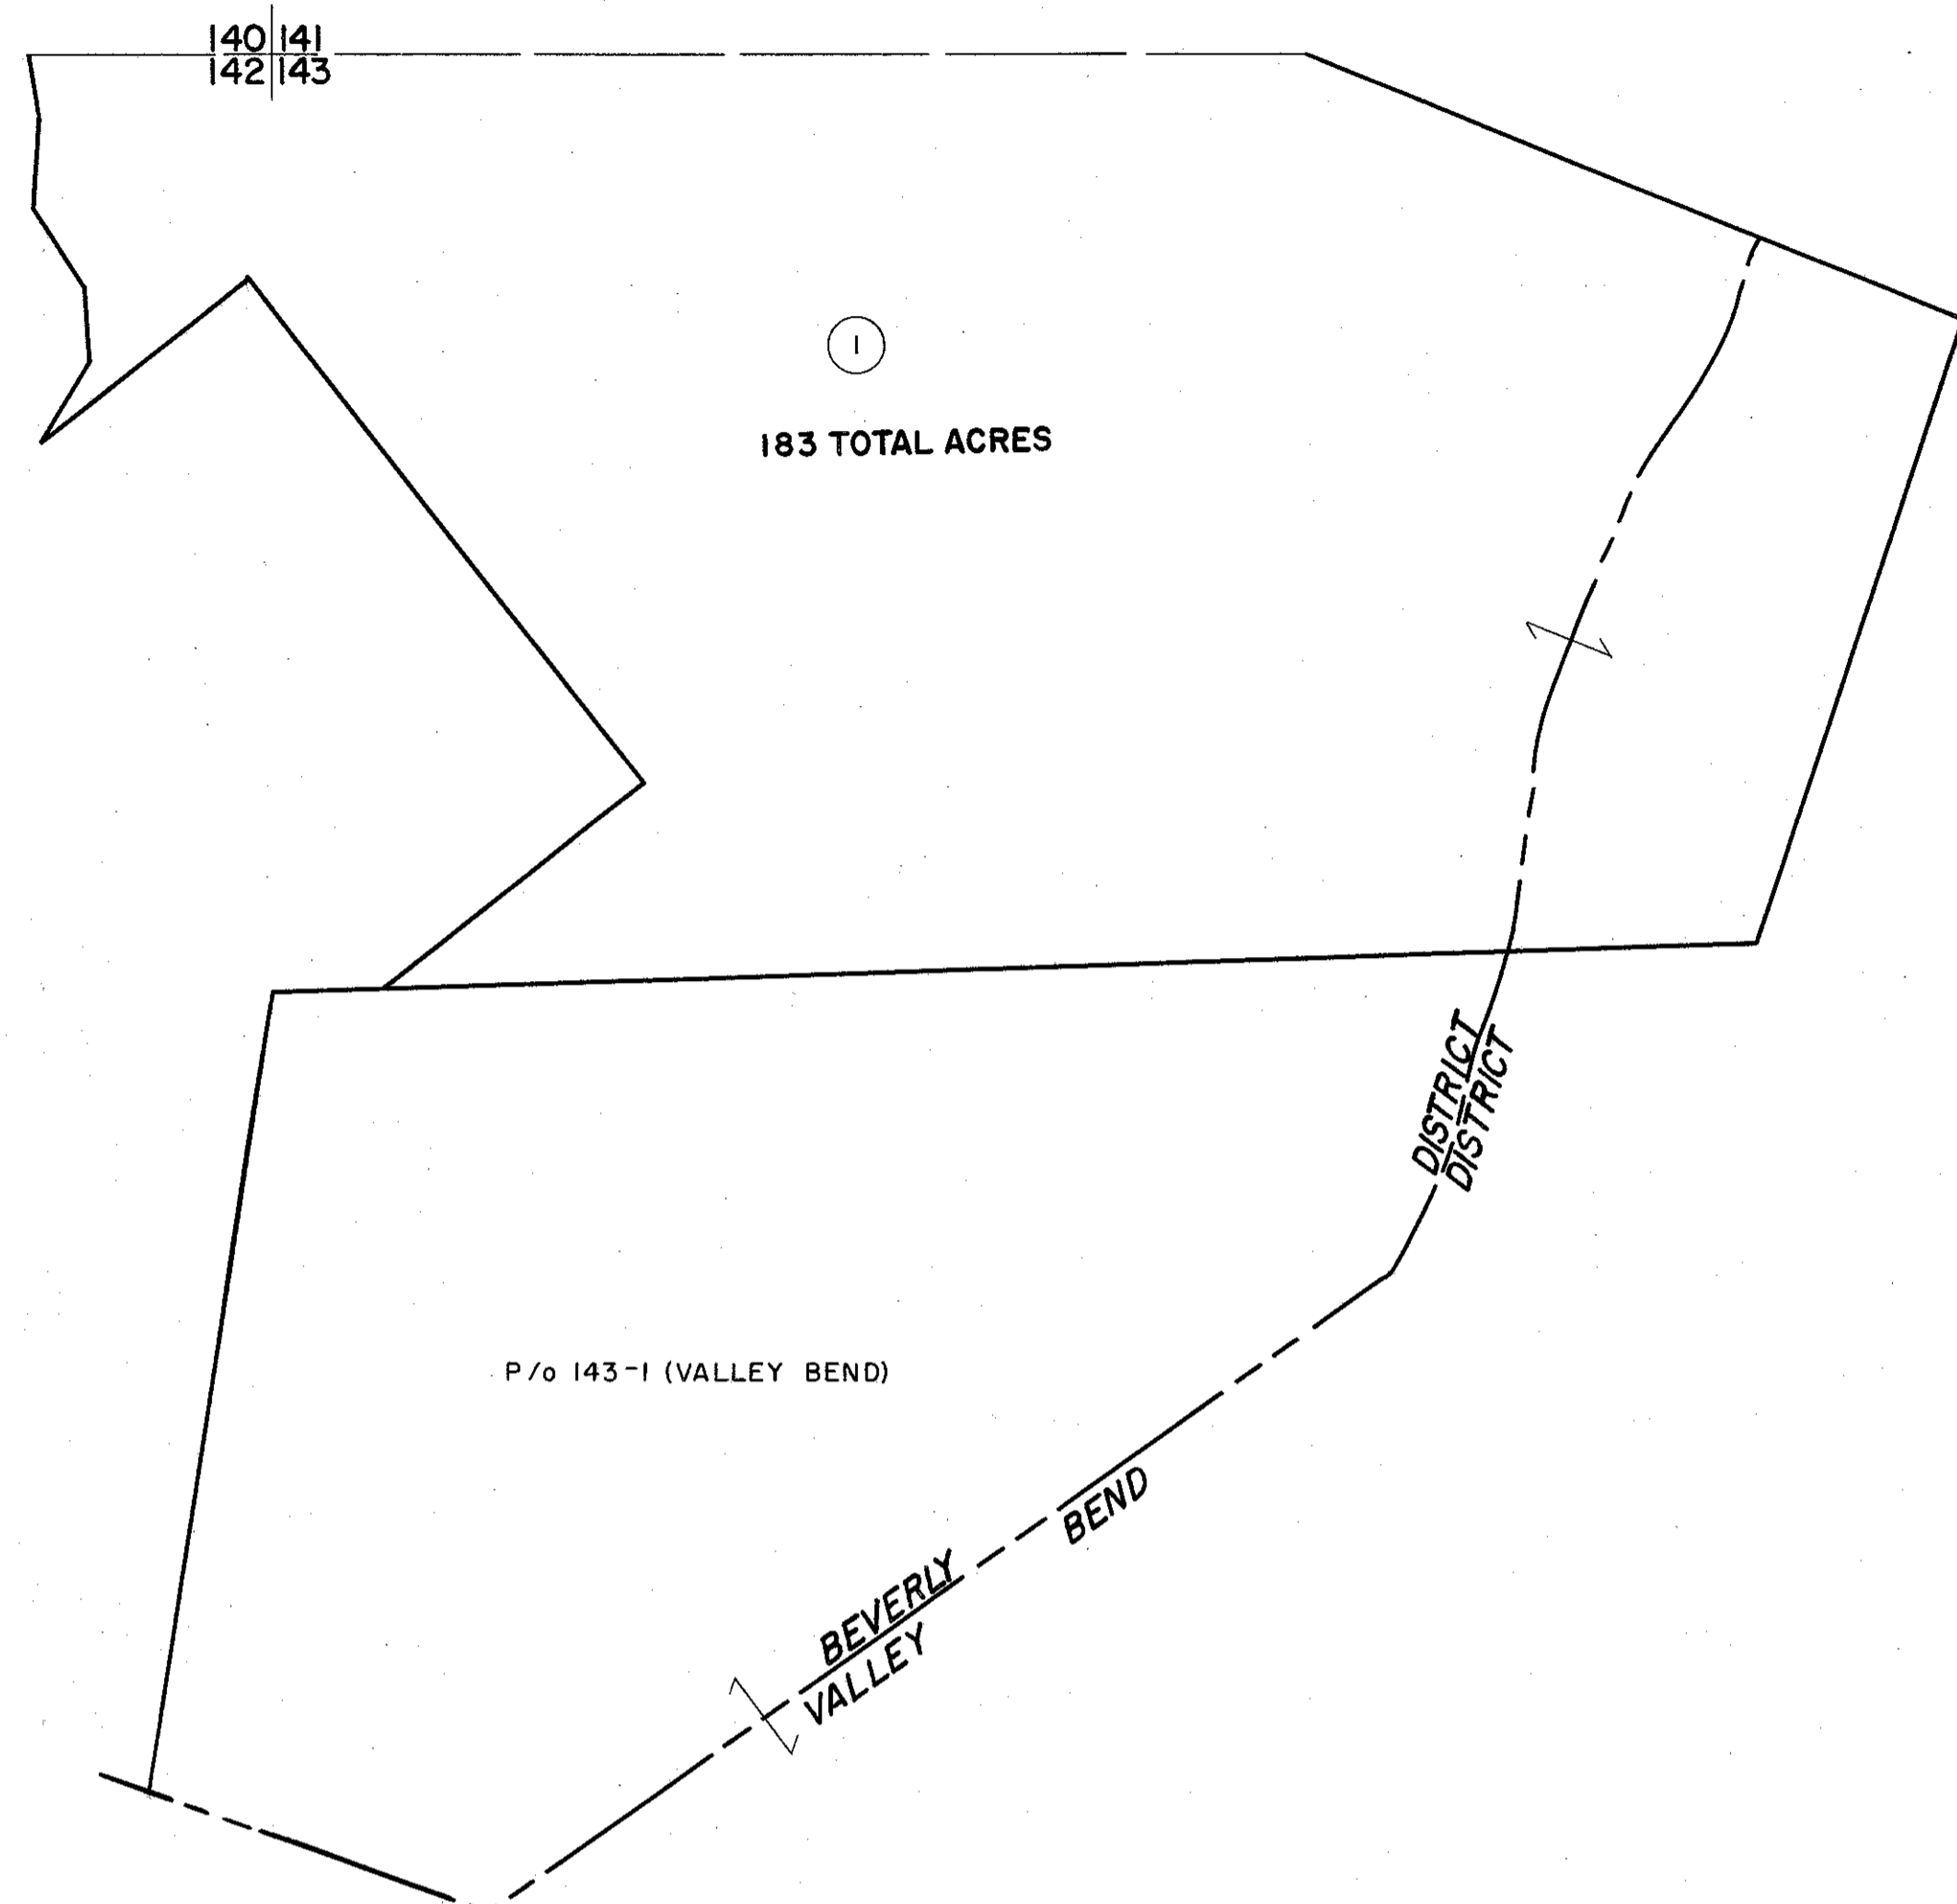 140 141
142 143
1
183 TOTAL ACRES
DISTRICT
DISTRICT
P/o 143-1 (VALLEY BEND)
BEND
BEVERLY
VALLEY